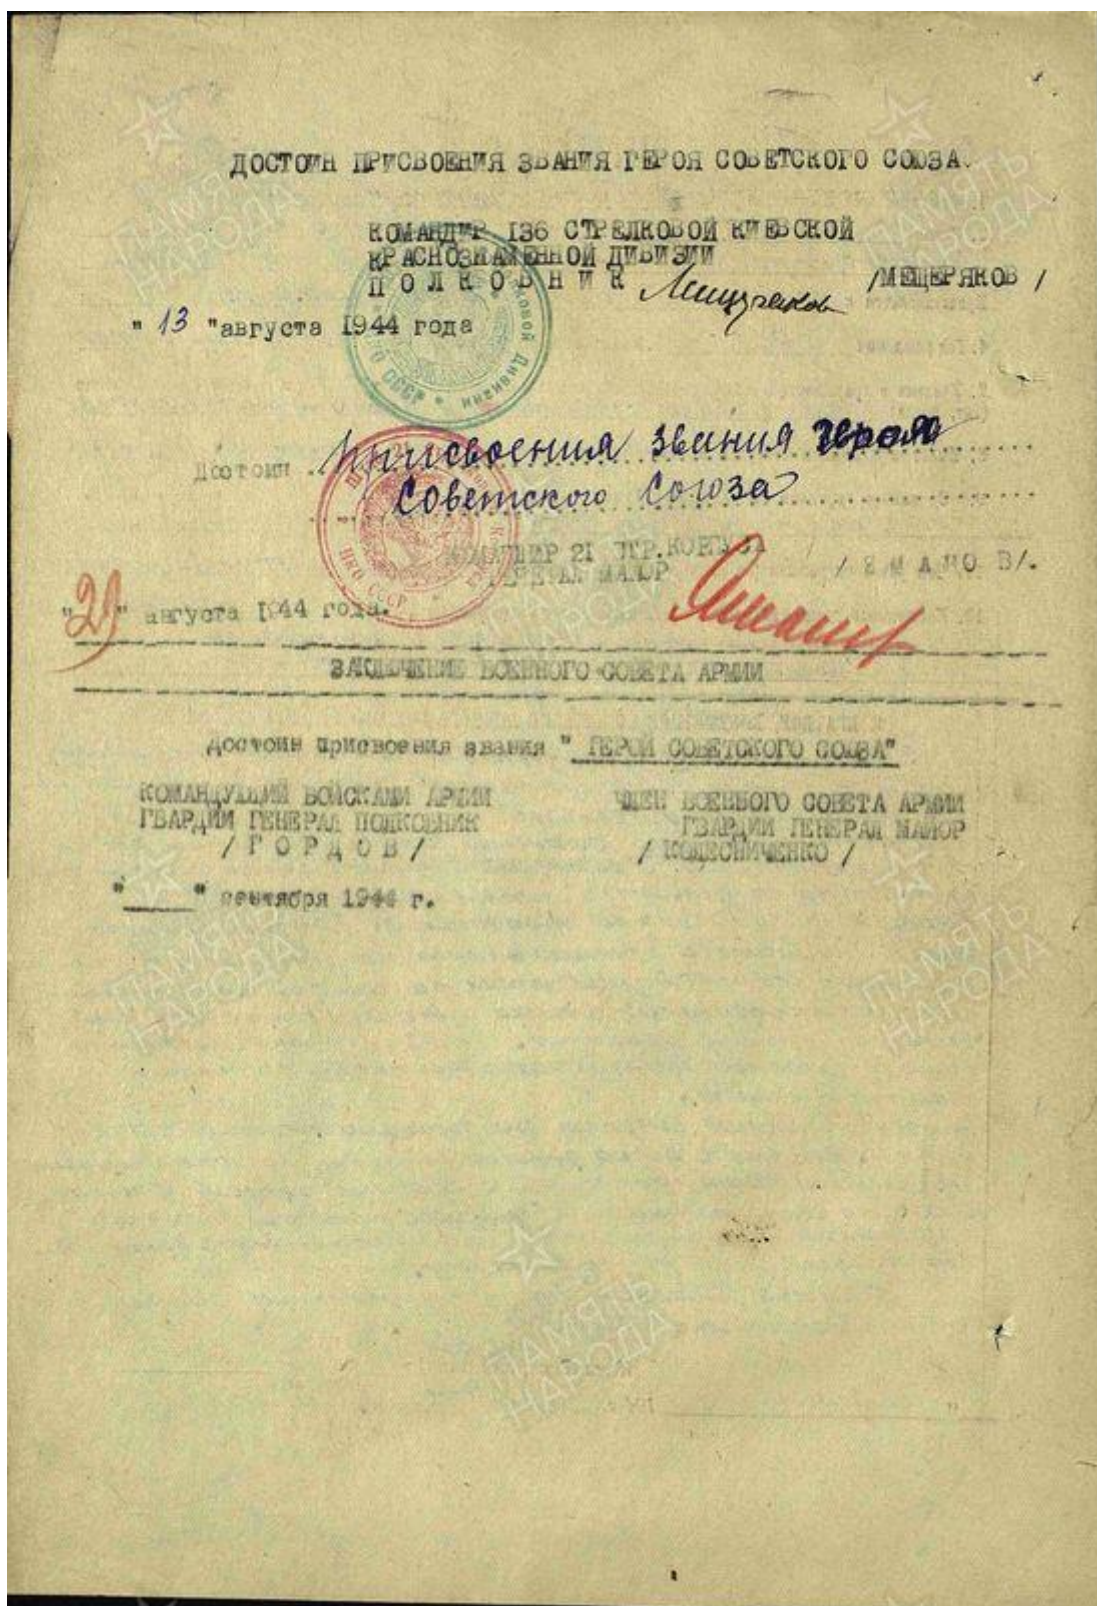 ДОСТОИН ПРИСВОЕНИЯ ЗВАНИЯ ГЕРОЯ СОВЕТСКОГО СОЮЗА.
КОМАНДИР 136 СТРЕЛКОВОЙ КИЕВСКОЙ
КРАСНОЗНАМЕННОЙ ДИВИЗИИ
ПОЛКОВНИК Мещеряков /МЕЩЕРЯКОВ /
" 13 "августа 1944 года
Достоин присвоения звания героя
Советского Союза
КОМАНДИР 21 СТР.КОРПУСА
ГЕНЕРАЛ МАЙОР
"29" августа 1944 года.
ЗАКЛЮЧЕНИЕ ВОЕННОГО СОВЕТА АРМИИ
достоин присвоения звания " ГЕРОЙ СОВЕТСКОГО СОЮЗА"
КОМАНДУЮЩИЙ ВОЙСКАМИ АРМИИ ЧЛЕН ВОЕННОГО СОВЕТА АРМИИ
ГВАРДИИ ГЕНЕРАЛ ПОЛКОВНИК ГВАРДИИ ГЕНЕРАЛ МАЙОР
/ Г О Р Д О В / / КОЛЕСНИЧЕНКО /
"____" сентября 1944 г.
ПАМЯТЬ
НАРОДА